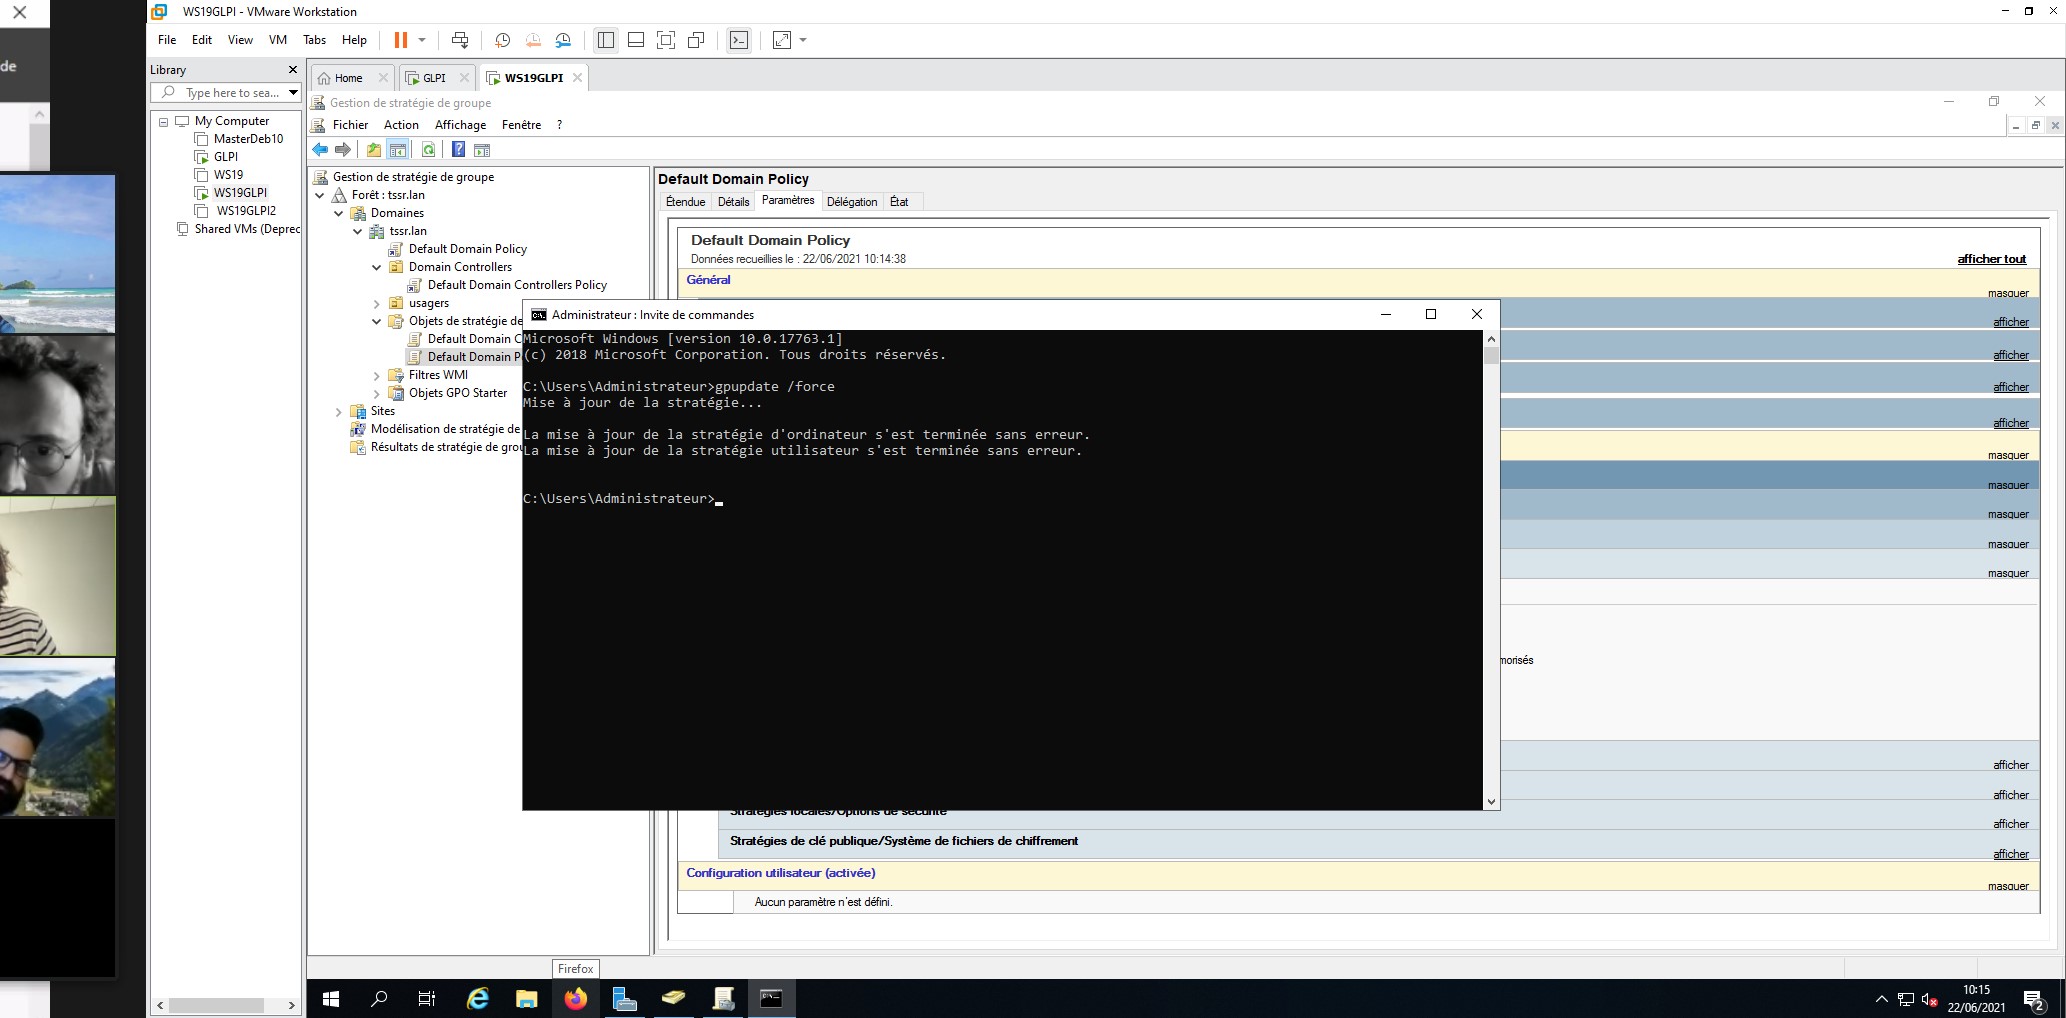 de
WS19GLPI - VMware Workstation
File Edit View VM Tabs Help
Library
Type here to sea...
My Computer
MasterDeb10
GLPI
WS19
WS19GLPI
WS19GLPI2
Shared VMs (Deprec
Home GLPI WS19GLPI
Gestion de stratégie de groupe
Fichier Action Affichage Fenêtre ?
Gestion de stratégie de groupe
Forêt : tssr.lan
Domaines
tssr.lan
Default Domain Policy
Domain Controllers
Default Domain Controllers Policy
usagers
Objets de stratégie de
Default Domain C
Default Domain P
Filtres WMI
Objets GPO Starter
Sites
Modélisation de stratégie de
Résultats de stratégie de grou
Default Domain Policy
Étendue Détails Paramètres Délégation État
Default Domain Policy
Données recueillies le : 22/06/2021 10:14:38
afficher tout
Général
masquer
afficher
afficher
afficher
afficher
masquer
masquer
masquer
masquer
masquer
morisés
afficher
afficher
Stratégies locales/Options de sécurité
afficher
Stratégies de clé publique/Système de fichiers de chiffrement
afficher
Configuration utilisateur (activée)
masquer
Aucun paramètre n'est défini.
Administrateur : Invite de commandes
Microsoft Windows [version 10.0.17763.1]
(c) 2018 Microsoft Corporation. Tous droits réservés.
C:\Users\Administrateur>gpupdate /force
Mise à jour de la stratégie...
La mise à jour de la stratégie d'ordinateur s'est terminée sans erreur.
La mise à jour de la stratégie utilisateur s'est terminée sans erreur.
C:\Users\Administrateur>
Firefox
10:15
22/06/2021
2